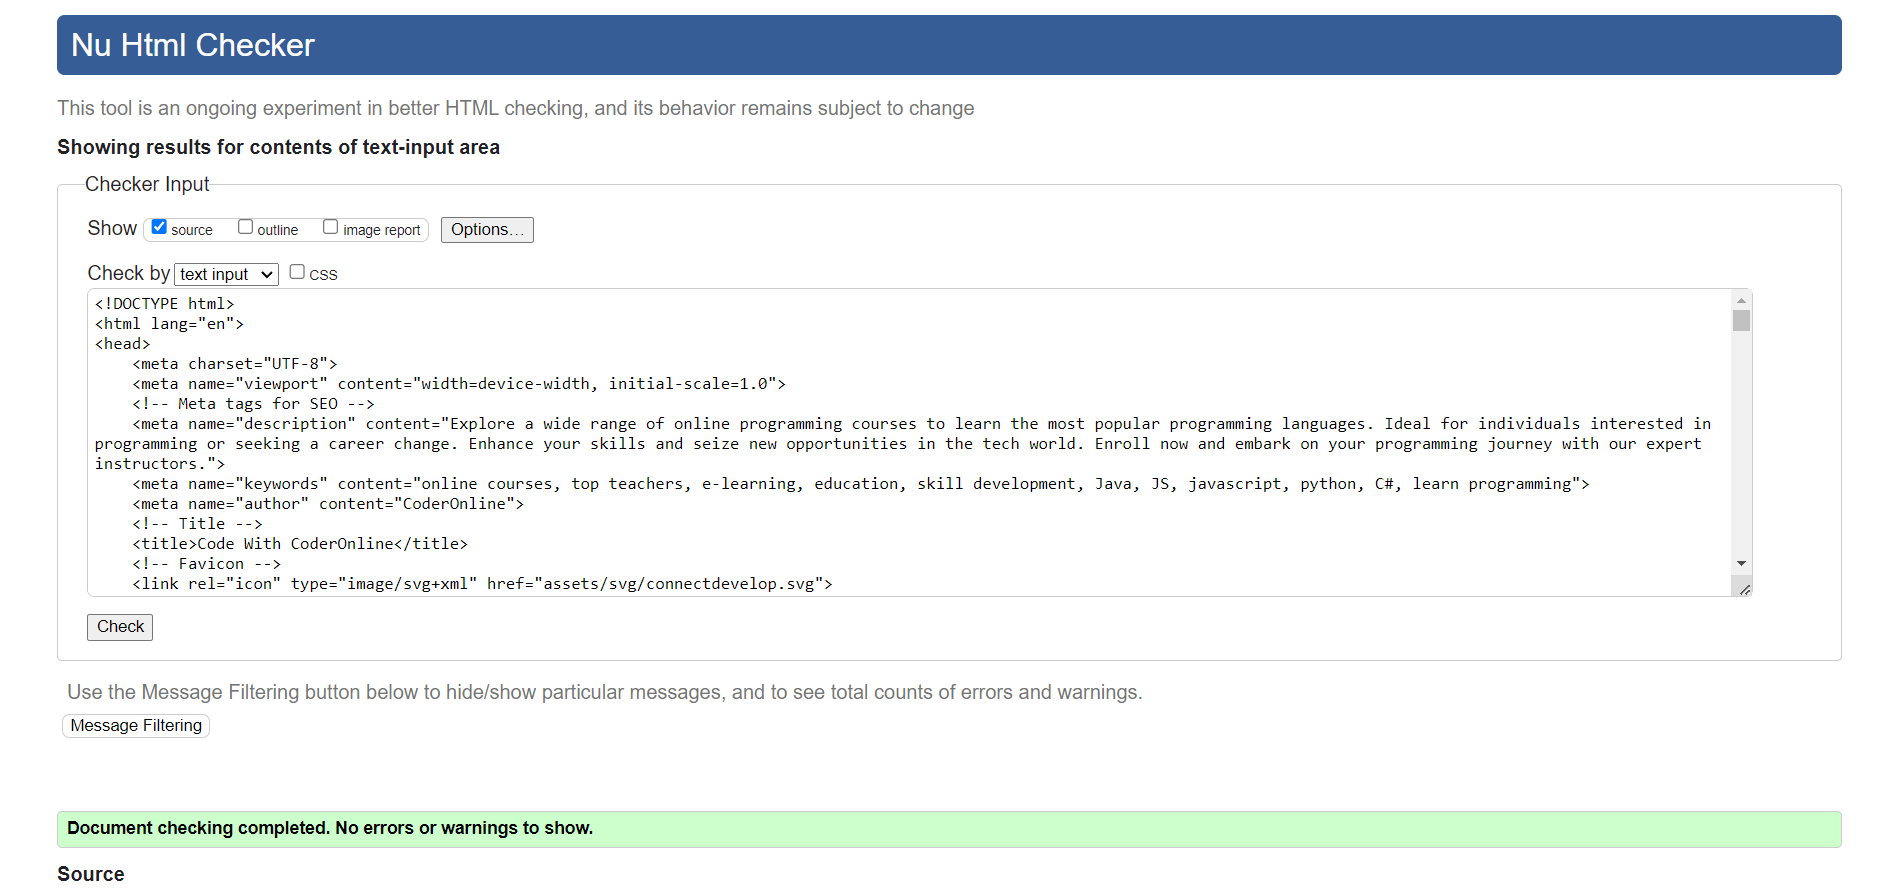 Nu Html Checker
This tool is an ongoing experiment in better HTML checking, and its behavior remains subject to change
Showing results for contents of text-input area
Checker Input
Show source outline image report Options...
Check by text input CSS
<!DOCTYPE html>
<html lang="en">
<head>
    <meta charset="UTF-8">
    <meta name="viewport" content="width=device-width, initial-scale=1.0">
    <!-- Meta tags for SEO -->
    <meta name="description" content="Explore a wide range of online programming courses to learn the most popular programming languages. Ideal for individuals interested in
programming or seeking a career change. Enhance your skills and seize new opportunities in the tech world. Enroll now and embark on your programming journey with our expert
instructors.">
    <meta name="keywords" content="online courses, top teachers, e-learning, education, skill development, Java, JS, javascript, python, C#, learn programming">
    <meta name="author" content="CoderOnline">
    <!-- Title -->
    <title>Code With CoderOnline</title>
    <!-- Favicon -->
    <link rel="icon" type="image/svg+xml" href="assets/svg/connectdevelop.svg">
Check
Use the Message Filtering button below to hide/show particular messages, and to see total counts of errors and warnings.
Message Filtering
Document checking completed. No errors or warnings to show.
Source